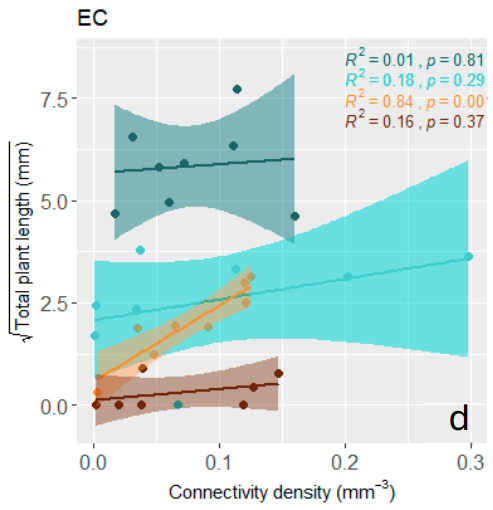 EC
R² = 0.01 , p = 0.81
R² = 0.18 , p = 0.29
R² = 0.84 , p = 0.001
R² = 0.16 , p = 0.37
7.5
5.0
2.5
0.0
√Total plant length (mm)
d
0.0 0.1 0.2 0.3
Connectivity density (mm⁻³)